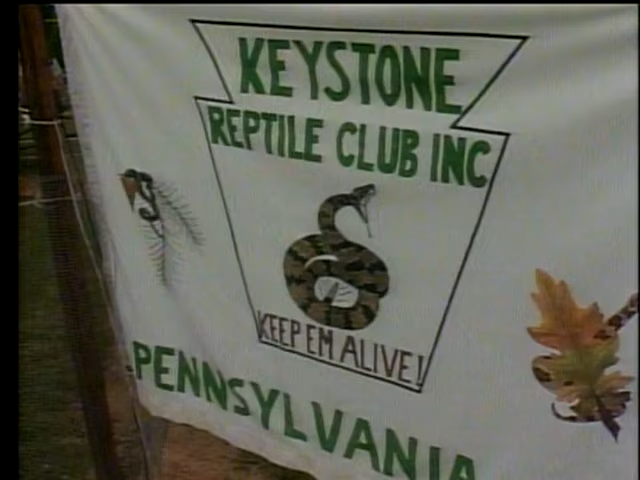 KEYSTONE
REPTILE CLUB INC
KEEP EM ALIVE!
PENNSYLVANIA